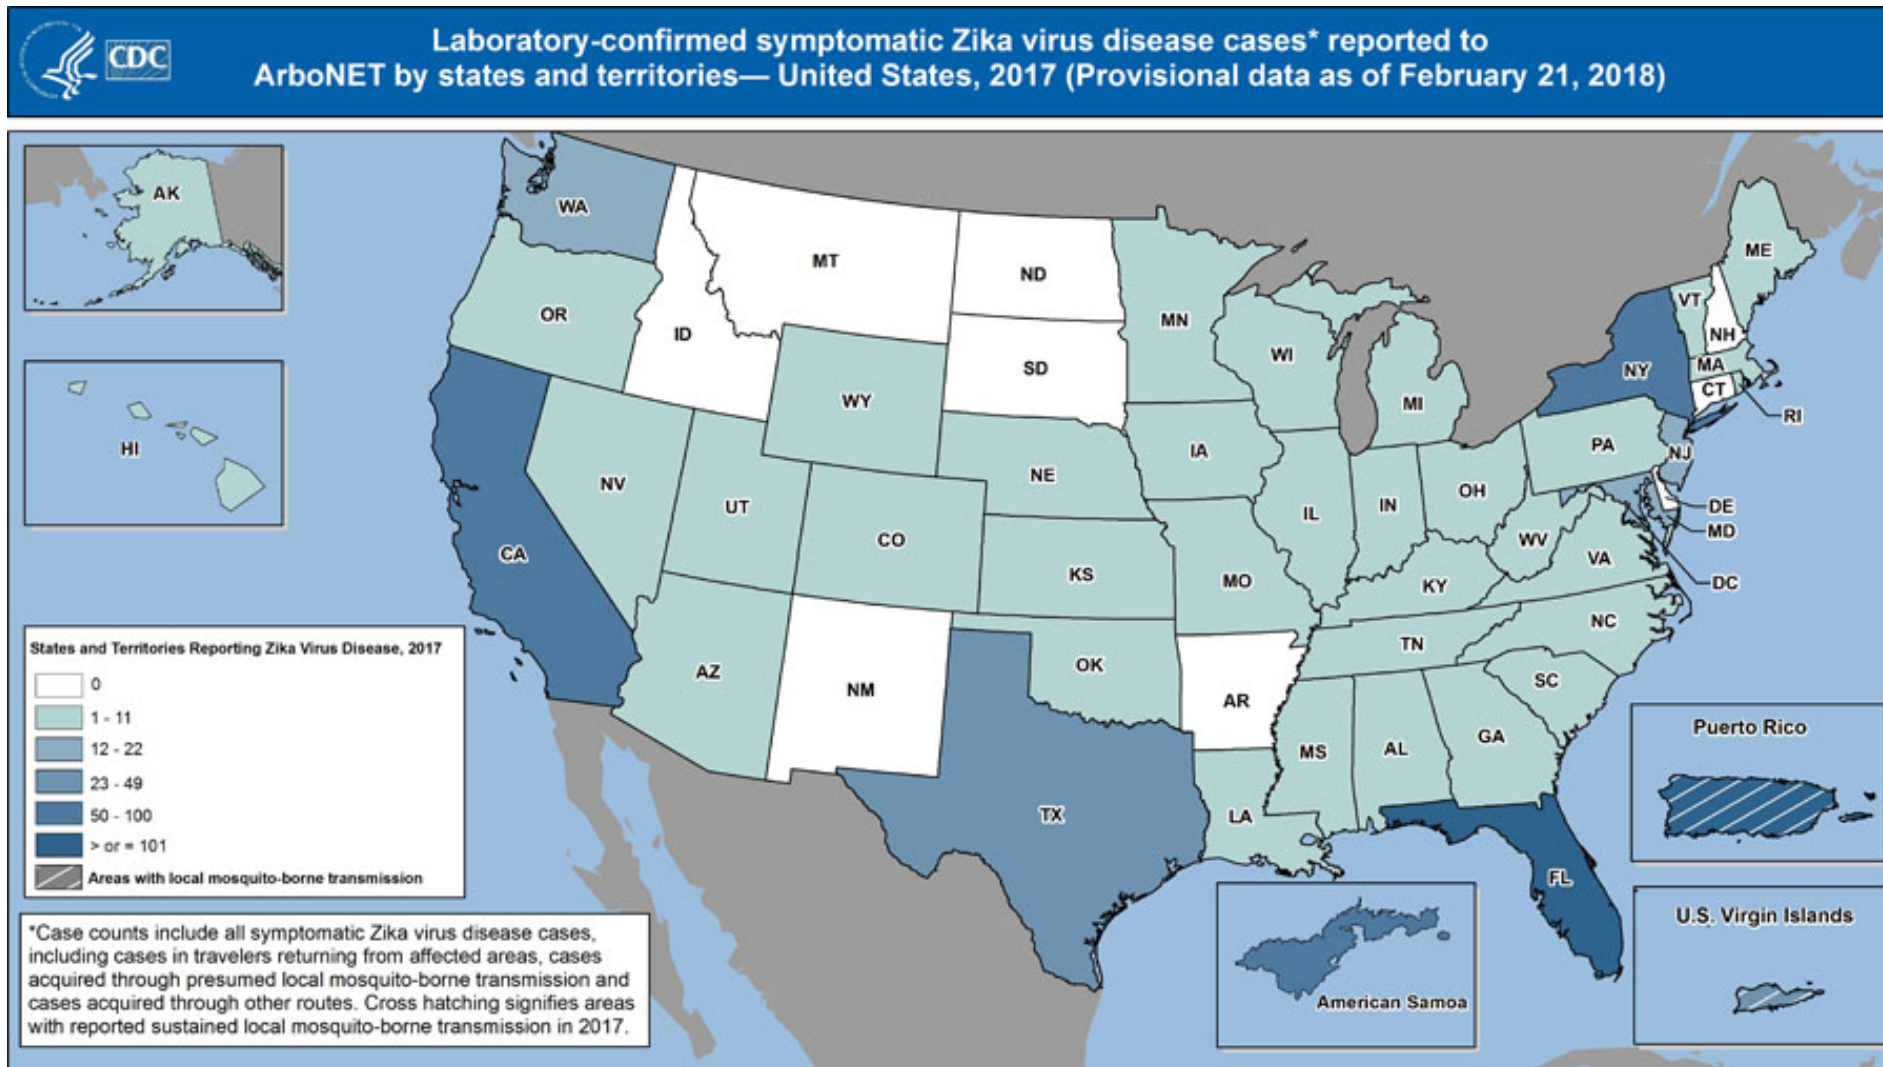 CDC
Laboratory-confirmed symptomatic Zika virus disease cases* reported to
ArboNET by states and territories— United States, 2017 (Provisional data as of February 21, 2018)
AK
HI
WA
OR
CA
NV
ID
MT
WY
UT
AZ
CO
NM
ND
SD
NE
KS
OK
TX
MN
IA
MO
AR
LA
WI
IL
MI
IN
OH
KY
TN
MS
AL
GA
FL
SC
NC
VA
WV
PA
NY
VT
NH
ME
MA
CT
RI
NJ
DE
MD
DC
States and Territories Reporting Zika Virus Disease, 2017
0
1 - 11
12 - 22
23 - 49
50 - 100
> or = 101
Areas with local mosquito-borne transmission
*Case counts include all symptomatic Zika virus disease cases,
including cases in travelers returning from affected areas, cases
acquired through presumed local mosquito-borne transmission and
cases acquired through other routes. Cross hatching signifies areas
with reported sustained local mosquito-borne transmission in 2017.
American Samoa
Puerto Rico
U.S. Virgin Islands